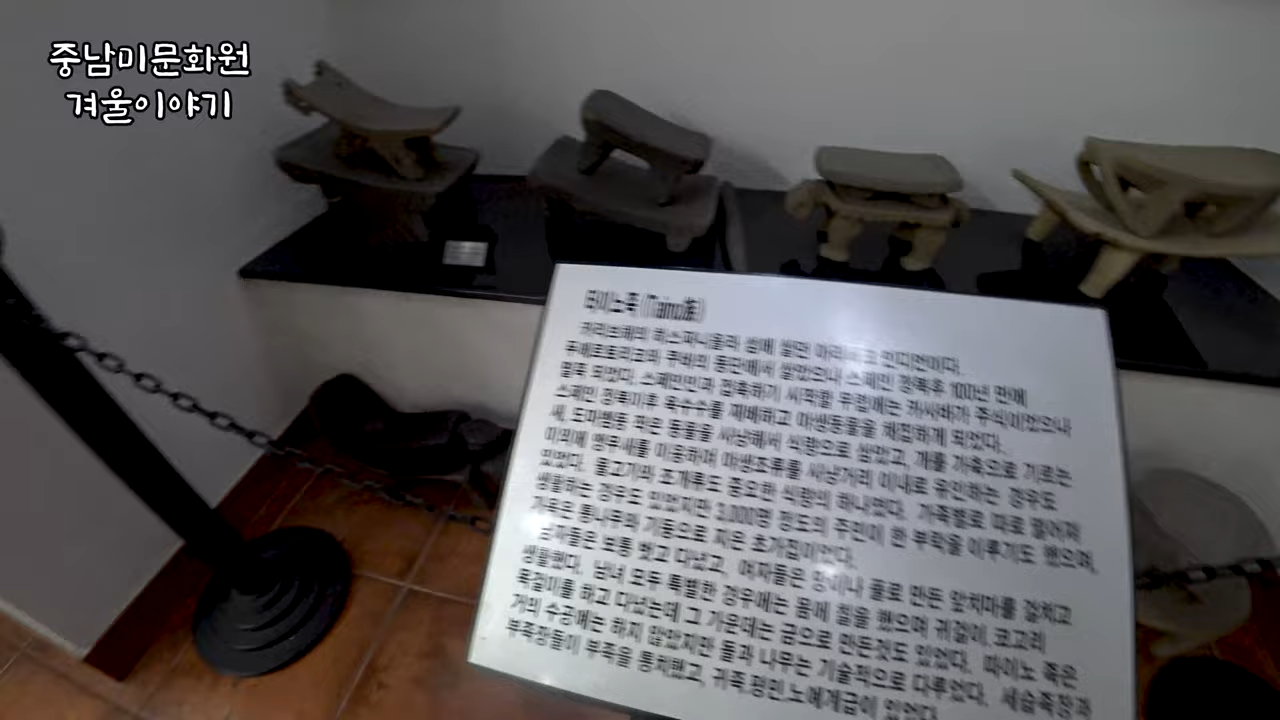 중남미문화원
겨울이야기
타이노족 (Taino族)
카리브해의 히스파니올라 섬에 살던 아라와크 인디언이다.
푸에르토리코와 쿠바의 동단에서 살았으나 스페인 정복후 100년 만에
멸족 되었다. 스페인인과 접촉하기 시작할 무렵에는 카사바가 주식이었으나
스페인 정복이후 옥수수를 재배하고 야생동물을 채집하게 되었다.
새, 도마뱀등 작은 동물을 사냥해서 식량으로 삼았고, 개를 가축으로 기르는
이외에 앵무새를 이용하여 야생조류를 사냥거리 이내로 유인하는 경우도
있었다. 물고기와 조개류도 중요한 식량의 하나였다. 가족별로 따로 떨어져
생활하는 경우도 있었지만 3,000명 정도의 주민이 한 부락을 이루기도 했으며,
가옥은 통나무와 기둥으로 지은 초가집이었다.
남자들은 보통 벗고 다녔고, 여자들은 풀로 만든 앞치마를 걸치고
생활했다. 남녀 모두 특별한 경우에는 몸에 칠을 했으며 귀걸이, 코고리
목걸이를 하고 다녔는데 그 가운데는 금으로 만든것도 있었다. 타이노 족은
거의 수공예는 하지 않았지만 돌과 나무는 기술적으로 다루었다. 세습족장과
부족장들이 부족을 통치했고, 귀족,평민,노예계급이 있었다